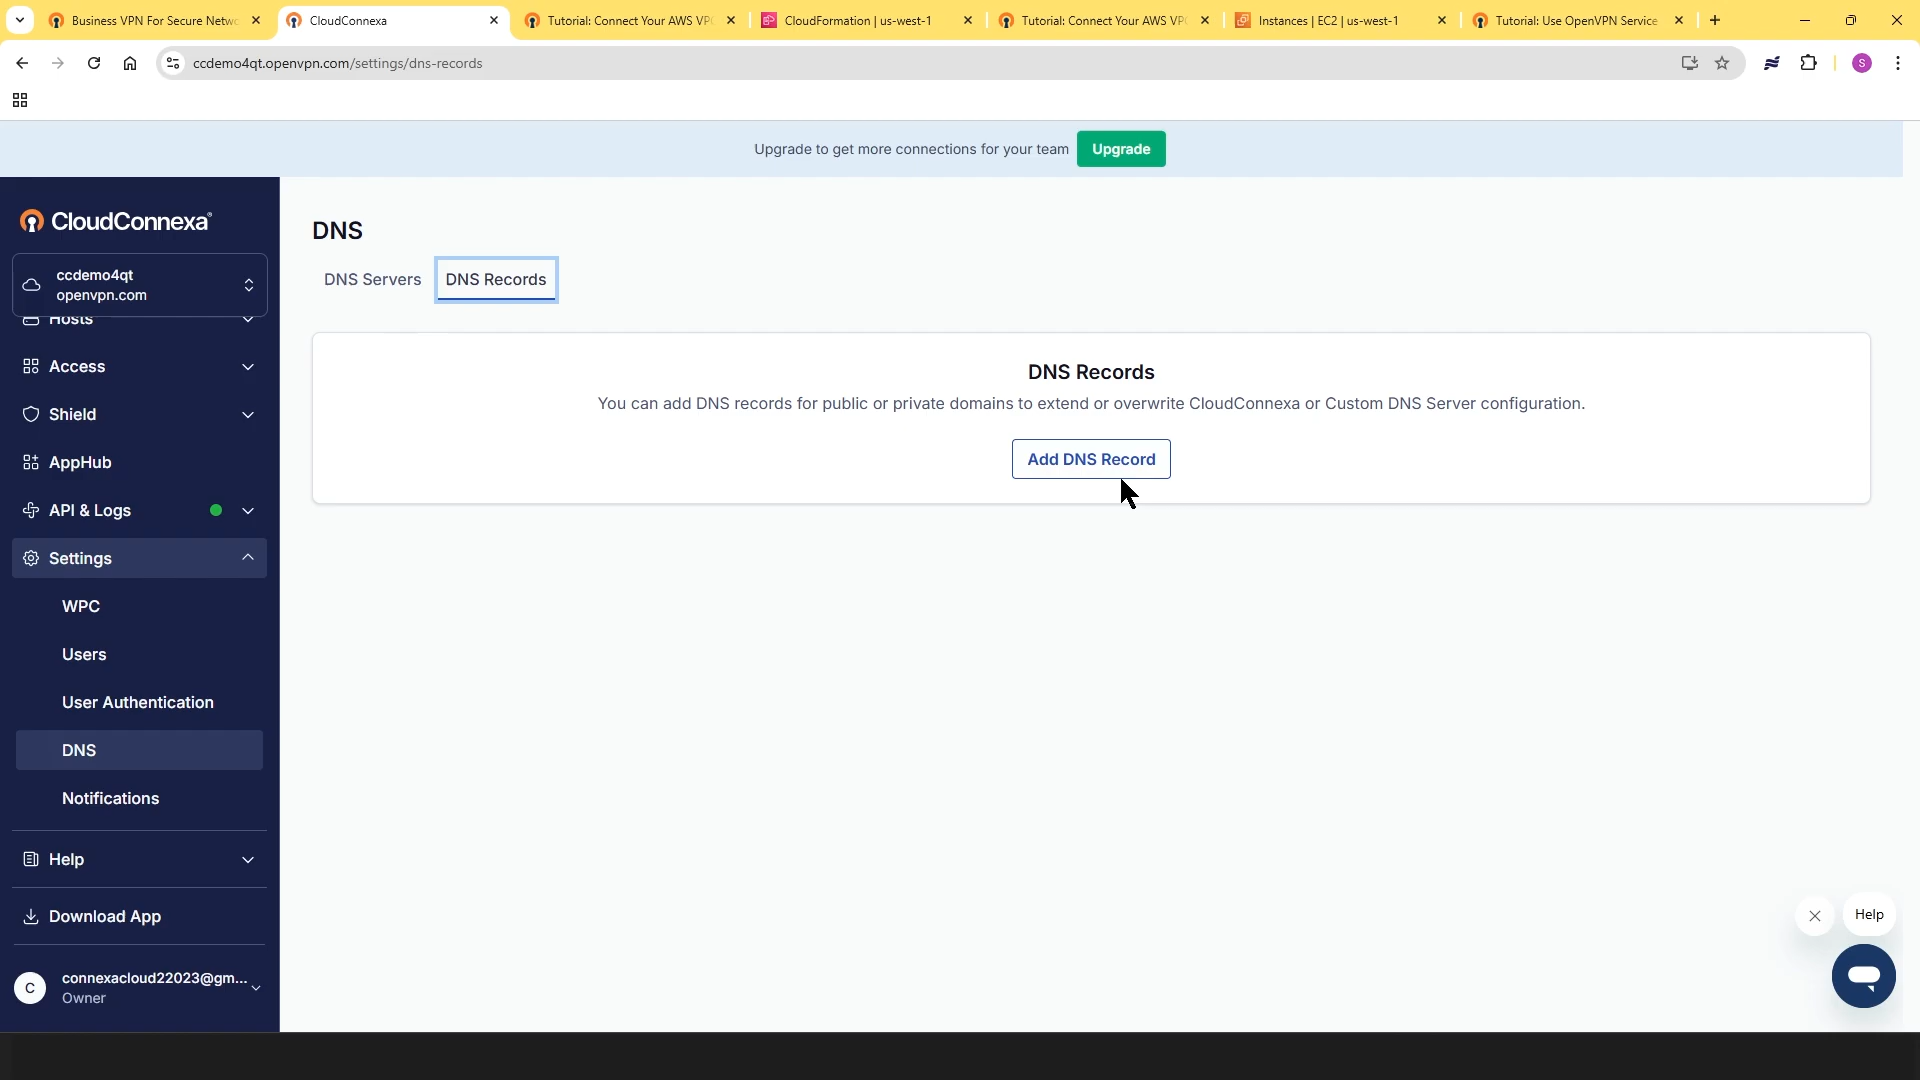 Business VPN For Secure Netwo
CloudConnexa
Tutorial: Connect Your AWS VPC
CloudFormation | us-west-1
Tutorial: Connect Your AWS VPC
Instances | EC2 | us-west-1
Tutorial: Use OpenVPN Service
ccdemo4qt.openvpn.com/settings/dns-records
S
Upgrade to get more connections for your team
Upgrade
CloudConnexa®
ccdemo4qt
openvpn.com
Hosts
Access
Shield
AppHub
API & Logs
Settings
WPC
Users
User Authentication
DNS
Notifications
Help
Download App
C
connexacloud22023@gm...
Owner
DNS
DNS Servers
DNS Records
DNS Records
You can add DNS records for public or private domains to extend or overwrite CloudConnexa or Custom DNS Server configuration.
Add DNS Record
Help